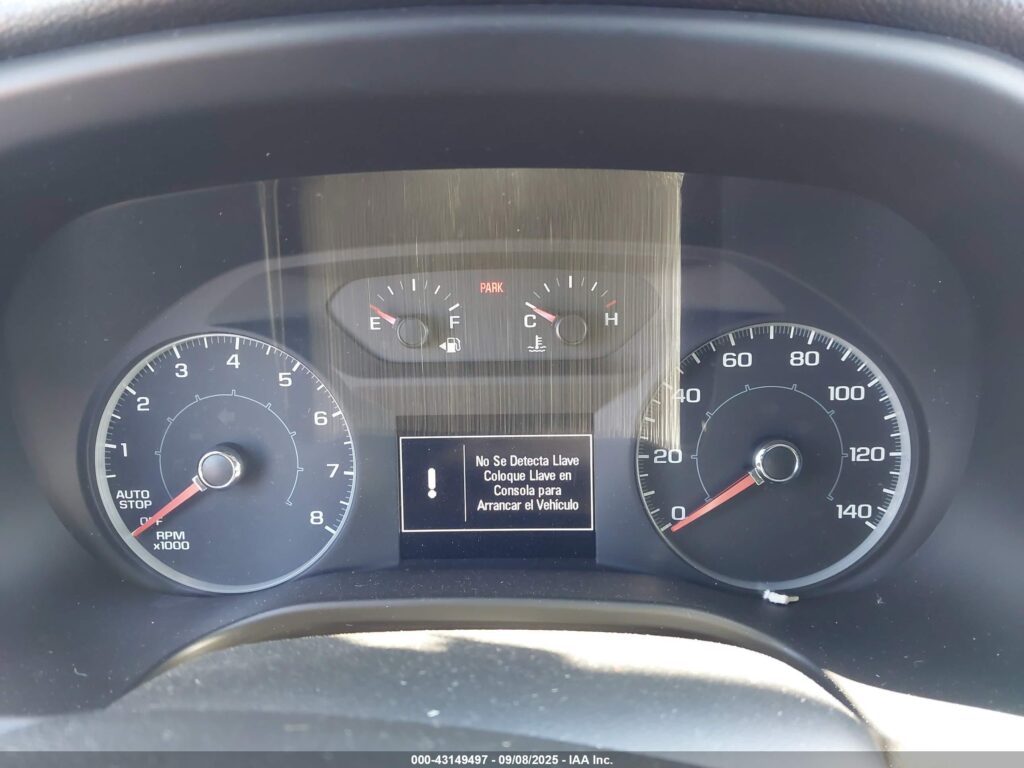 PARK
E F
C H
1 2 3 4 5 6 7 8
AUTO
STOP
OFF
RPM
x1000
!
No Se Detecta Llave
Coloque Llave en
Consola para
Arrancar el Vehículo
0 20 40 60 80 100 120 140
000-43149497 - 09/08/2025 - IAA Inc.